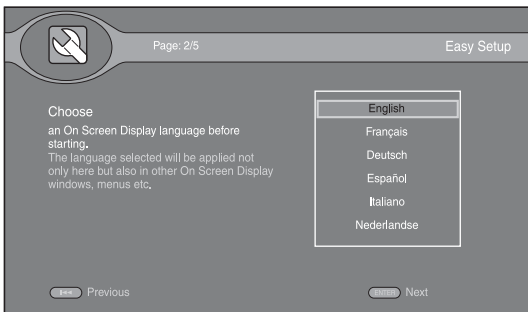 Page: 2/5
Easy Setup
Choose
an On Screen Display language before
starting.
The language selected will be applied not
only here but also in other On Screen Display
windows, menus etc.
English
Français
Deutsch
Español
Italiano
Nederlandse
Previous
ENTER Next